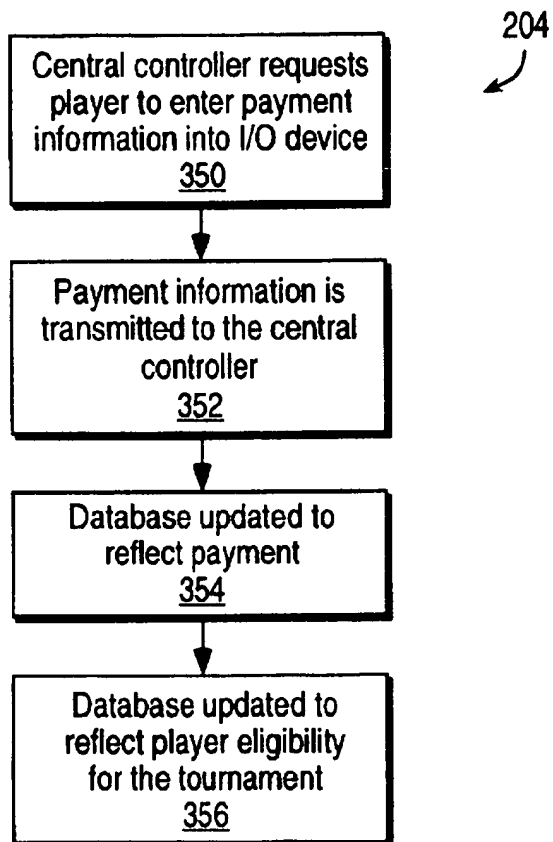 204
Central controller requests
player to enter payment
information into I/O device
350
Payment information is
transmitted to the central
controller
352
Database updated to
reflect payment
354
Database updated to
reflect player eligibility
for the tournament
356